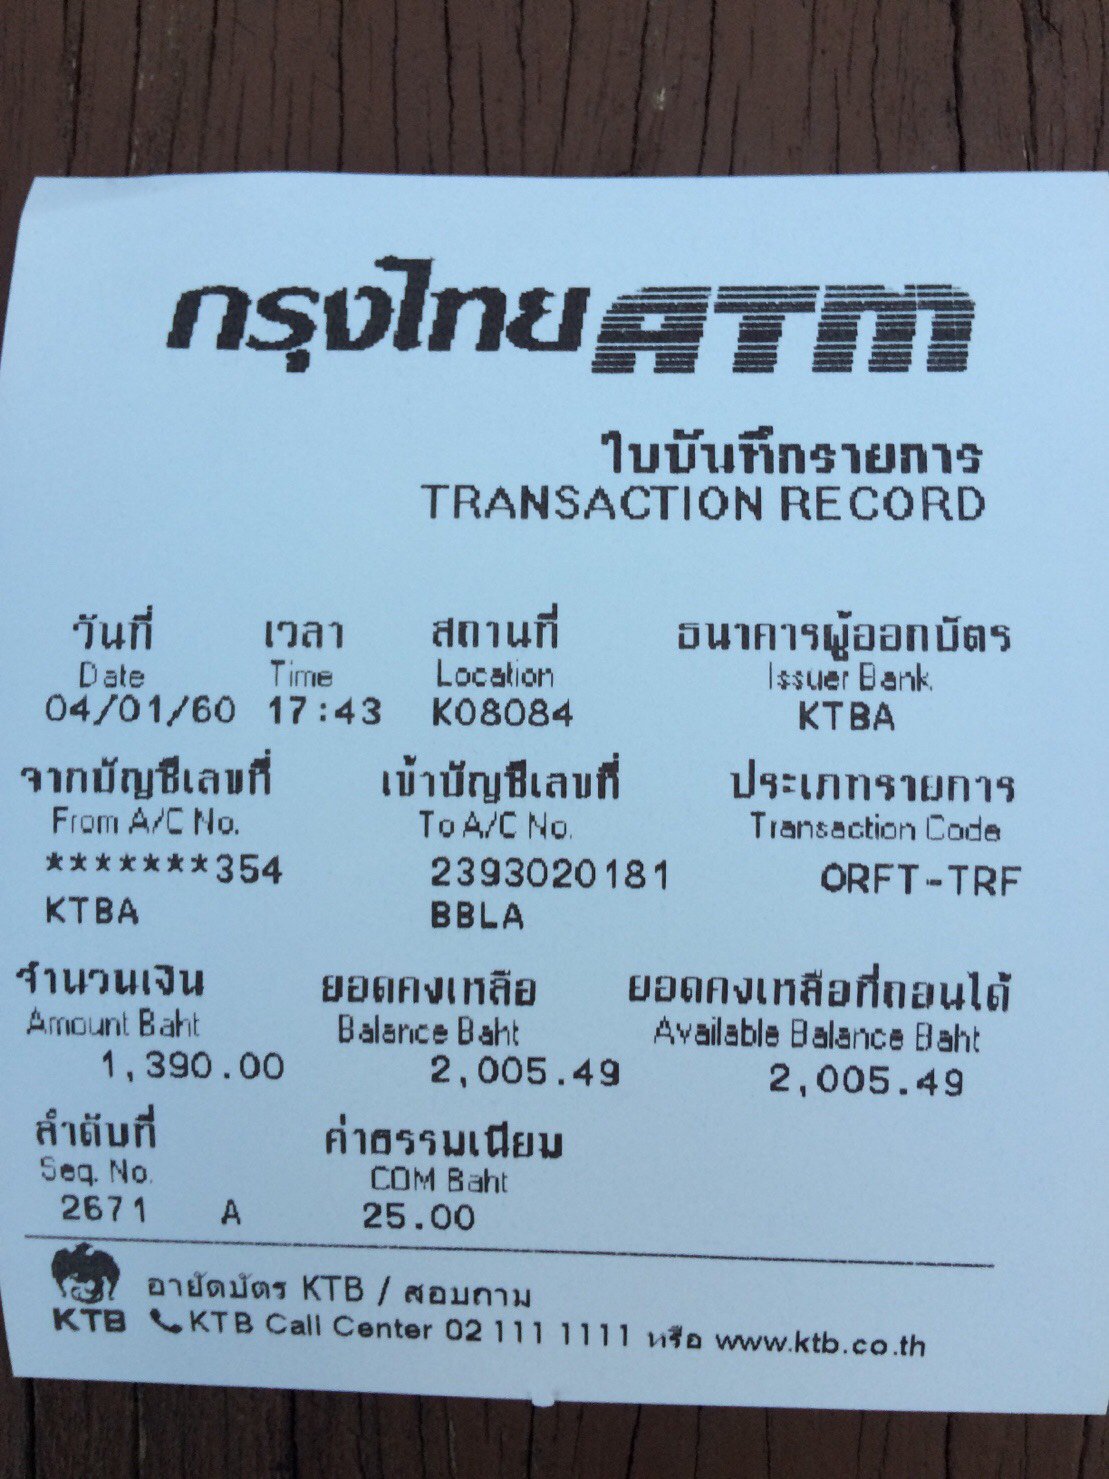 กรุงไทย ATM
ใบบันทึกรายการ
TRANSACTION RECORD
วันที่ เวลา สถานที่ ธนาคารผู้ออกบัตร
Date Time Location Issuer Bank
04/01/60 17:43 K08084 KTBA
จากบัญชีเลขที่ เข้าบัญชีเลขที่ ประเภทรายการ
From A/C No. To A/C No. Transaction Code
*******354 2393020181 ORFT-TRF
KTBA BBLA
จำนวนเงิน ยอดคงเหลือ ยอดคงเหลือที่ถอนได้
Amount Baht Balance Baht Available Balance Baht
1,390.00 2,005.49 2,005.49
ลำดับที่ ค่าธรรมเนียม
Seq. No. COM Baht
2671 A 25.00
อายัดบัตร KTB / สอบถาม
KTB KTB Call Center 02 111 1111 หรือ www.ktb.co.th